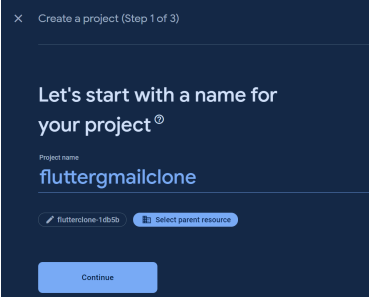 Create a project (Step 1 of 3)
Let's start with a name for
your project
Project name
fluttergmailclone
flutterclone-1db5b
Select parent resource
Continue